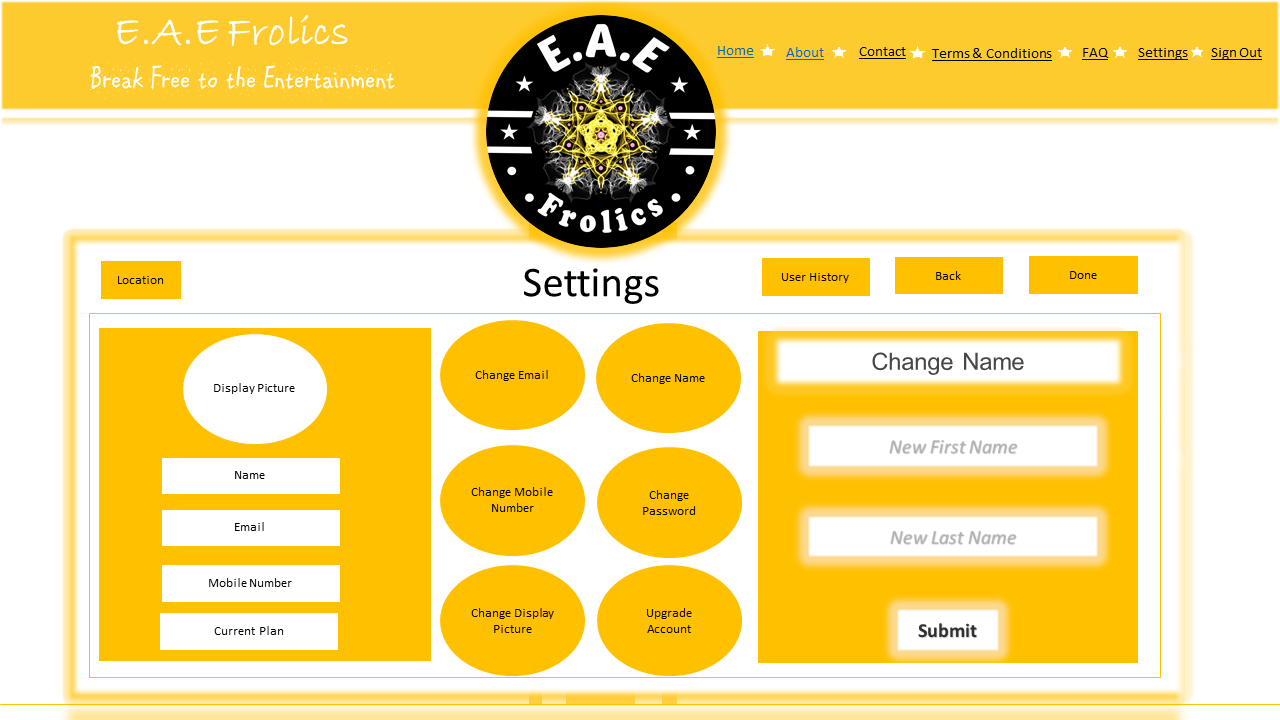 E.A.E Frolics
Break Free to the Entertainment
E.A.E
Frolics
Home
About
Contact
Terms & Conditions
FAQ
Settings
Sign Out
Location
Settings
User History
Back
Done
Display Picture
Name
Email
Mobile Number
Current Plan
Change Email
Change Name
Change Mobile
Number
Change
Password
Change Display
Picture
Upgrade
Account
Change Name
New First Name
New Last Name
Submit